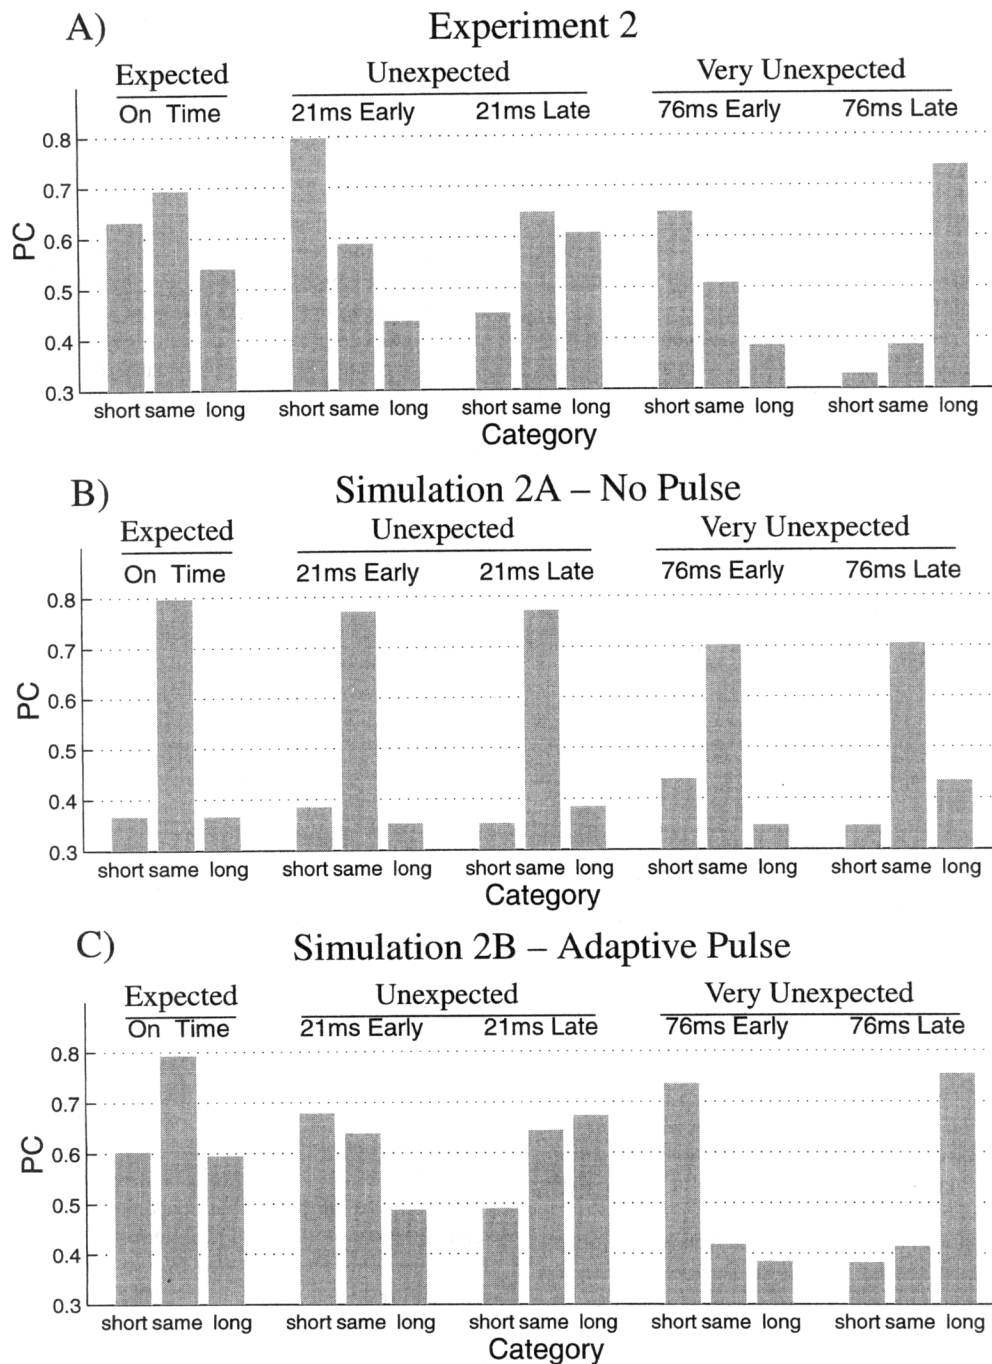 A)
Experiment 2
Expected Unexpected Very Unexpected
On Time 21ms Early 21ms Late 76ms Early 76ms Late
0.8
0.7
0.6
0.5
0.4
0.3
PC
short same long short same long short same long short same long short same long
Category
B)
Simulation 2A – No Pulse
Expected Unexpected Very Unexpected
On Time 21ms Early 21ms Late 76ms Early 76ms Late
0.8
0.7
0.6
0.5
0.4
0.3
PC
short same long short same long short same long short same long short same long
Category
C)
Simulation 2B – Adaptive Pulse
Expected Unexpected Very Unexpected
On Time 21ms Early 21ms Late 76ms Early 76ms Late
0.8
0.7
0.6
0.5
0.4
0.3
PC
short same long short same long short same long short same long short same long
Category